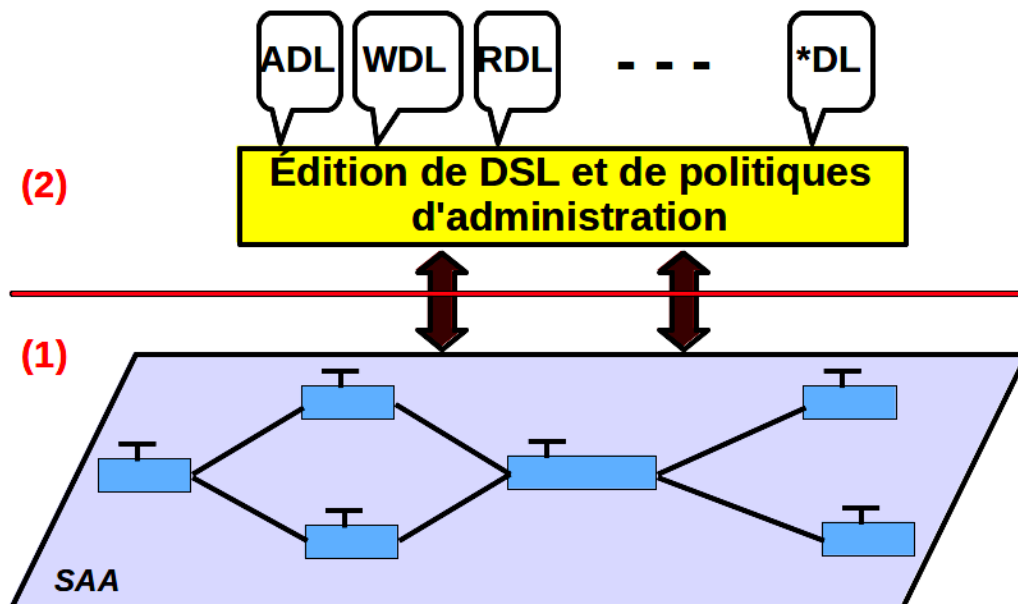 ADL WDL RDL - - - *DL
(2)
Édition de DSL et de politiques
d'administration
(1)
SAA